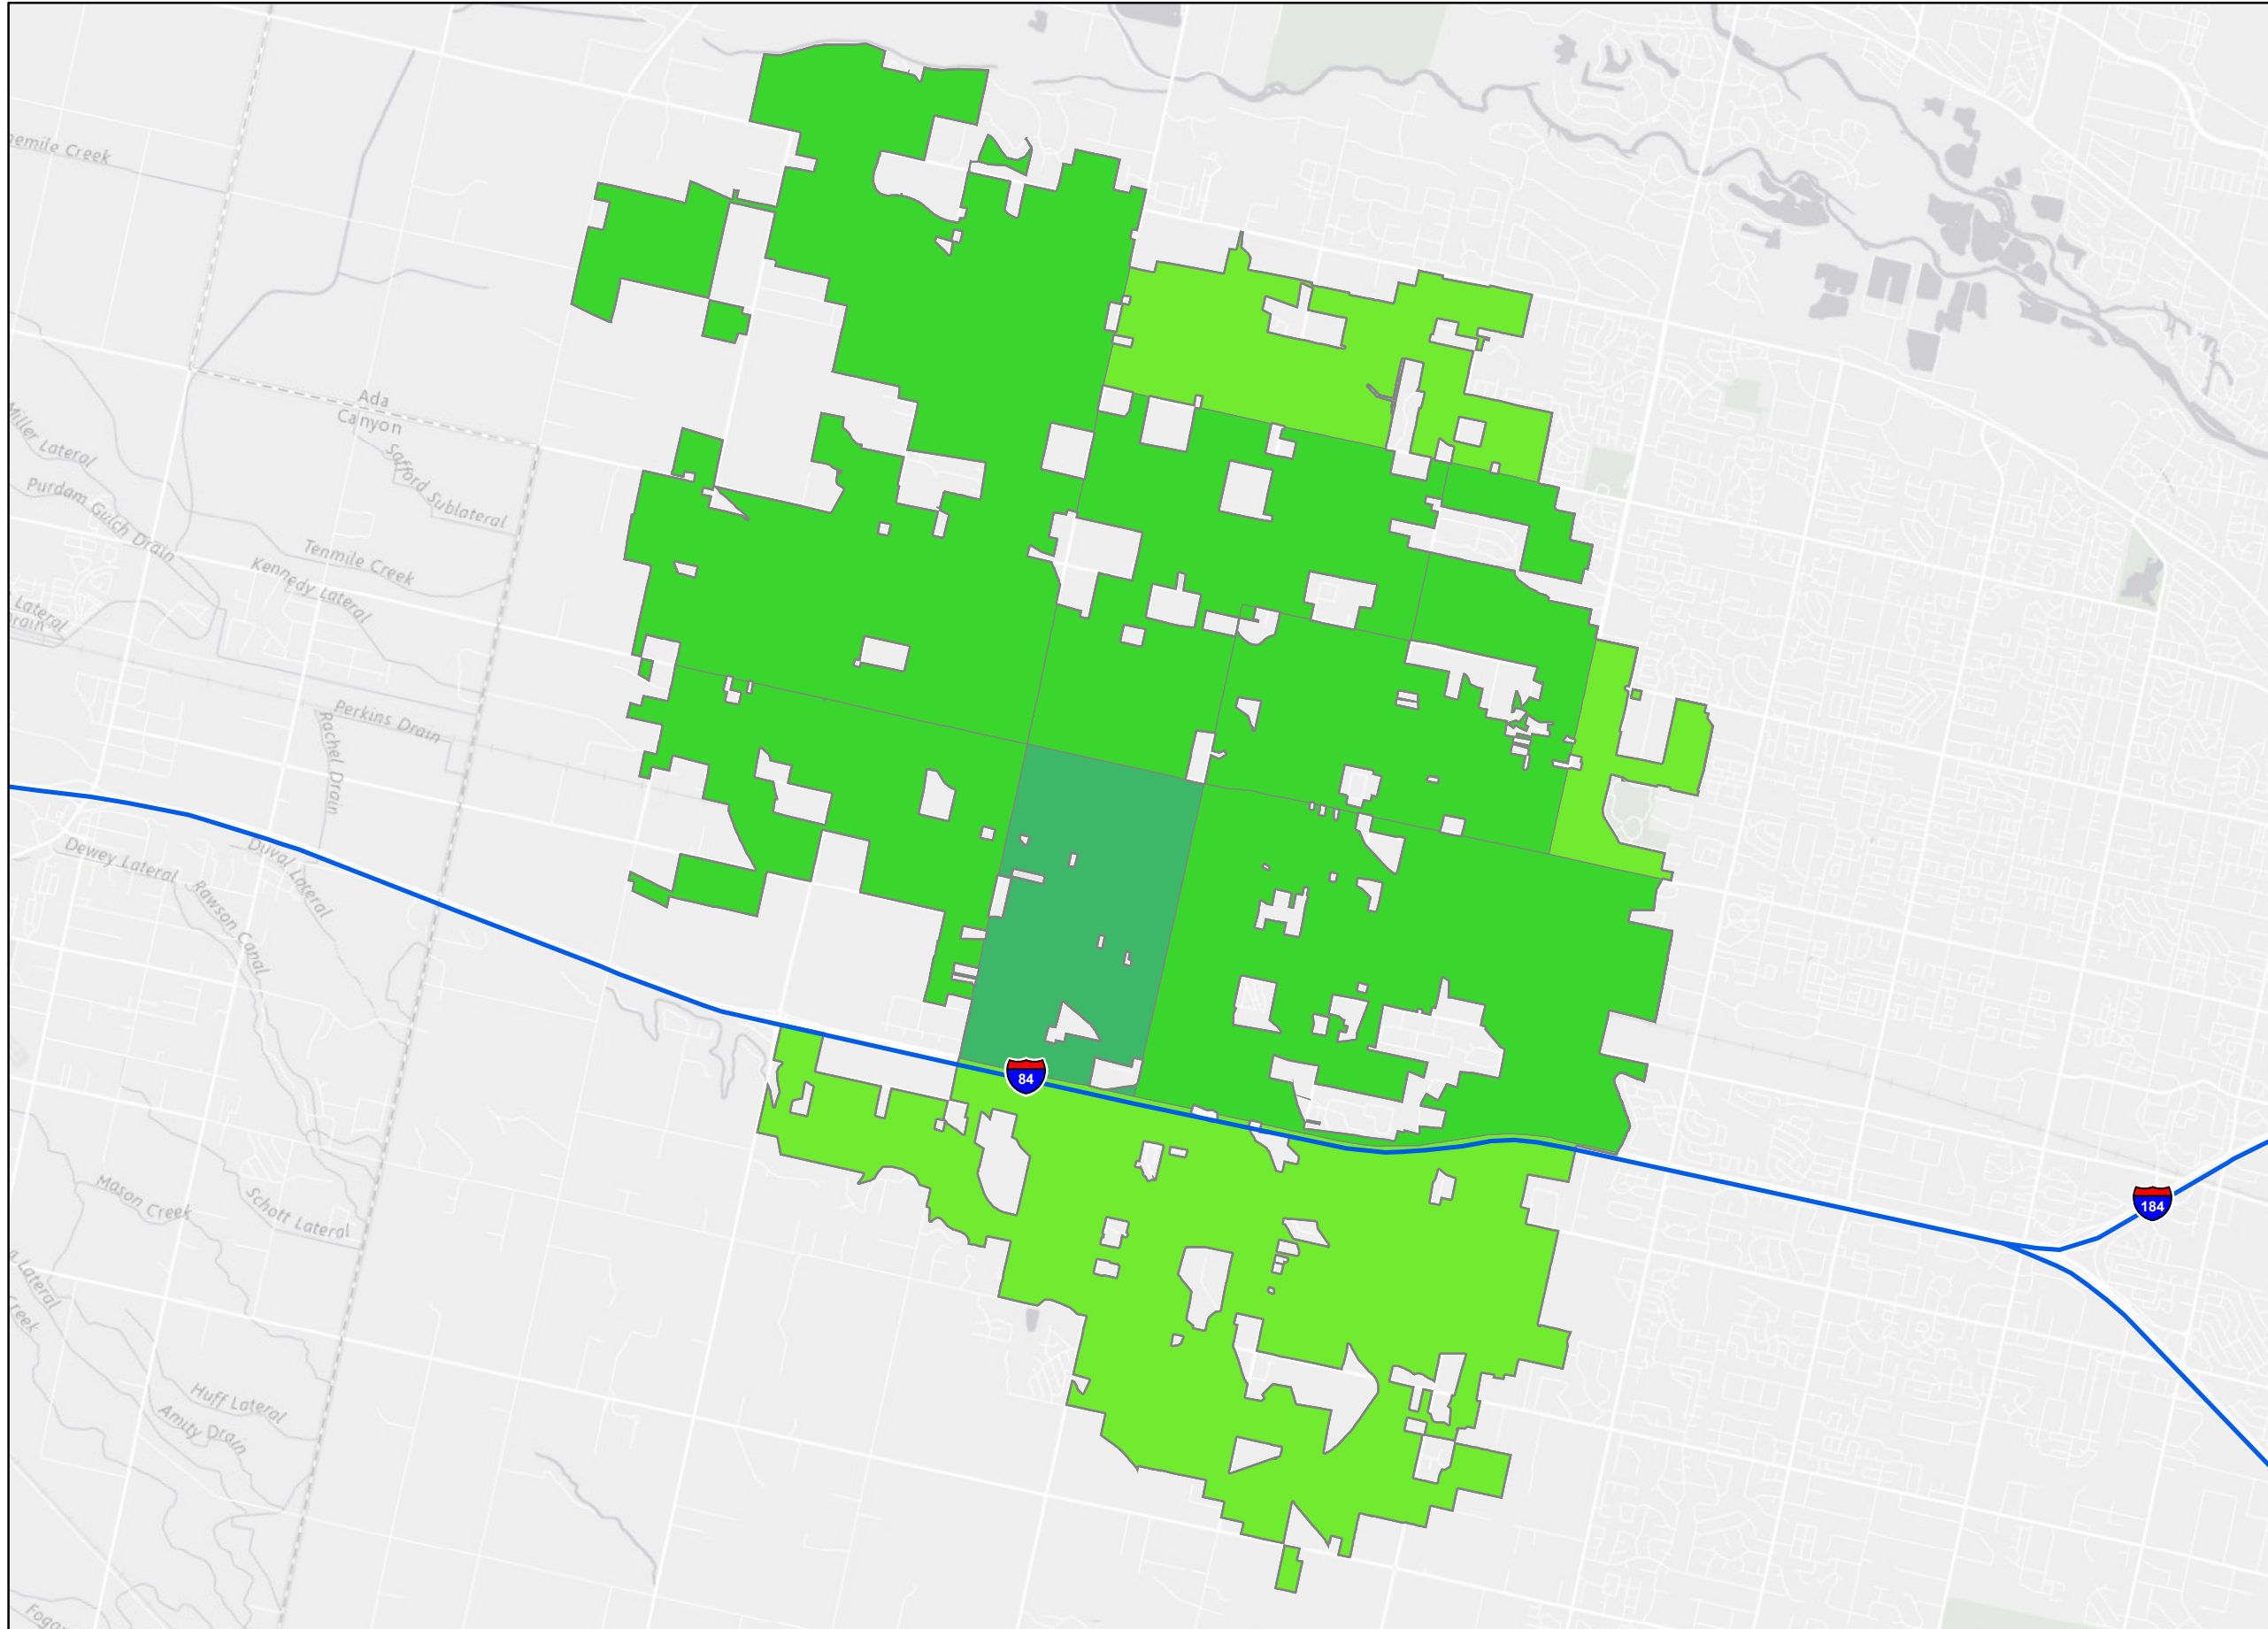 Creek
Ada
Canyon
Miller Lateral
Safford Sublateral
Purdam Gulch Drain
Tenmile Creek
Kennedy Lateral
Lateral
Drain
Perkins Drain
Rachel Drain
Dewey Lateral
Duval Lateral
Rawson Canal
84
Mason Creek
Schott Lateral
184
Lateral
Creek
Huff Lateral
Amity Drain